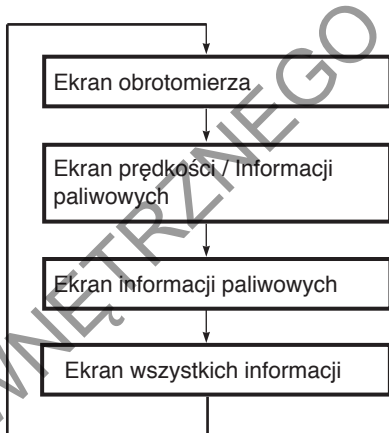 Ekran obrotomierza
Ekran prędkości / Informacji
paliwowych
Ekran informacji paliwowych
Ekran wszystkich informacji
WNĘTRZNEGO